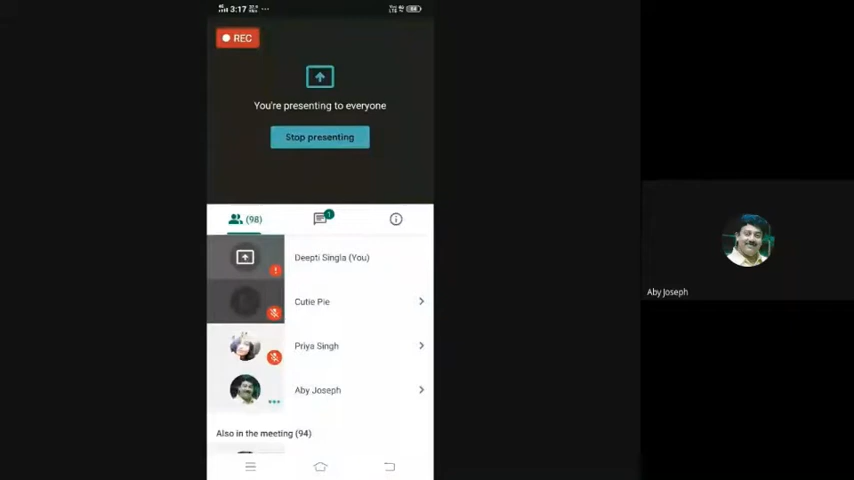 3:17
REC
You're presenting to everyone
Stop presenting
(98)
1
Deepti Singla (You)
Cutie Pie
Priya Singh
Aby Joseph
Also in the meeting (94)
Aby Joseph